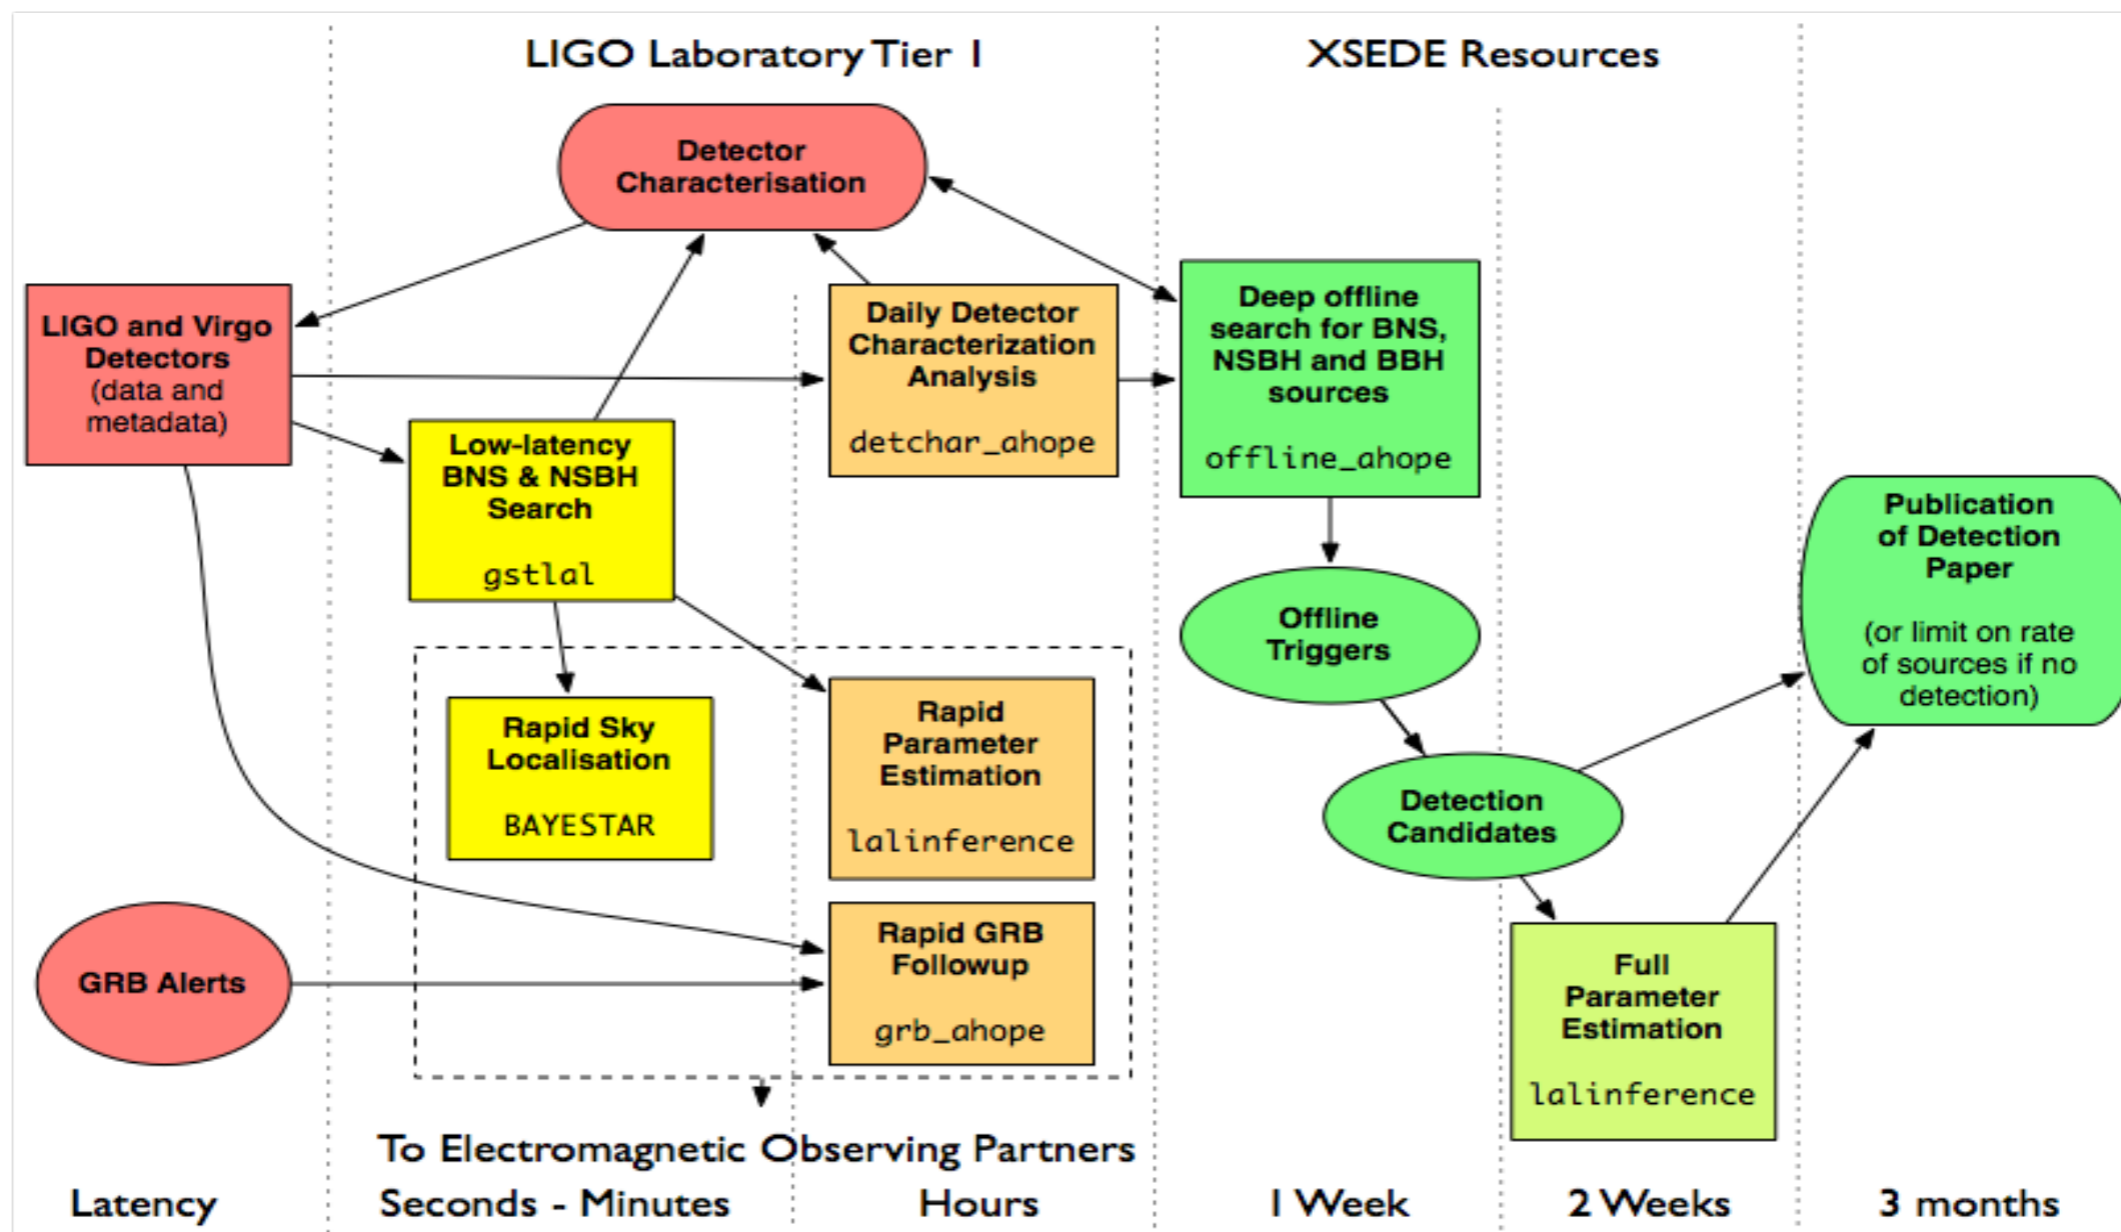 LIGO Laboratory Tier 1
XSEDE Resources
Detector
Characterisation
LIGO and Virgo
Detectors
(data and
metadata)
Daily Detector
Characterization
Analysis
detchar_ahope
Deep offline
search for BNS,
NSBH and BBH
sources
offline_ahope
Low-latency
BNS & NSBH
Search
gstlal
Publication
of Detection
Paper
(or limit on rate
of sources if no
detection)
Offline
Triggers
Rapid Sky
Localisation
BAYESTAR
Rapid
Parameter
Estimation
lalinference
Detection
Candidates
GRB Alerts
Rapid GRB
Followup
grb_ahope
Full
Parameter
Estimation
lalinference
To Electromagnetic Observing Partners
Latency
Seconds - Minutes
Hours
1 Week
2 Weeks
3 months